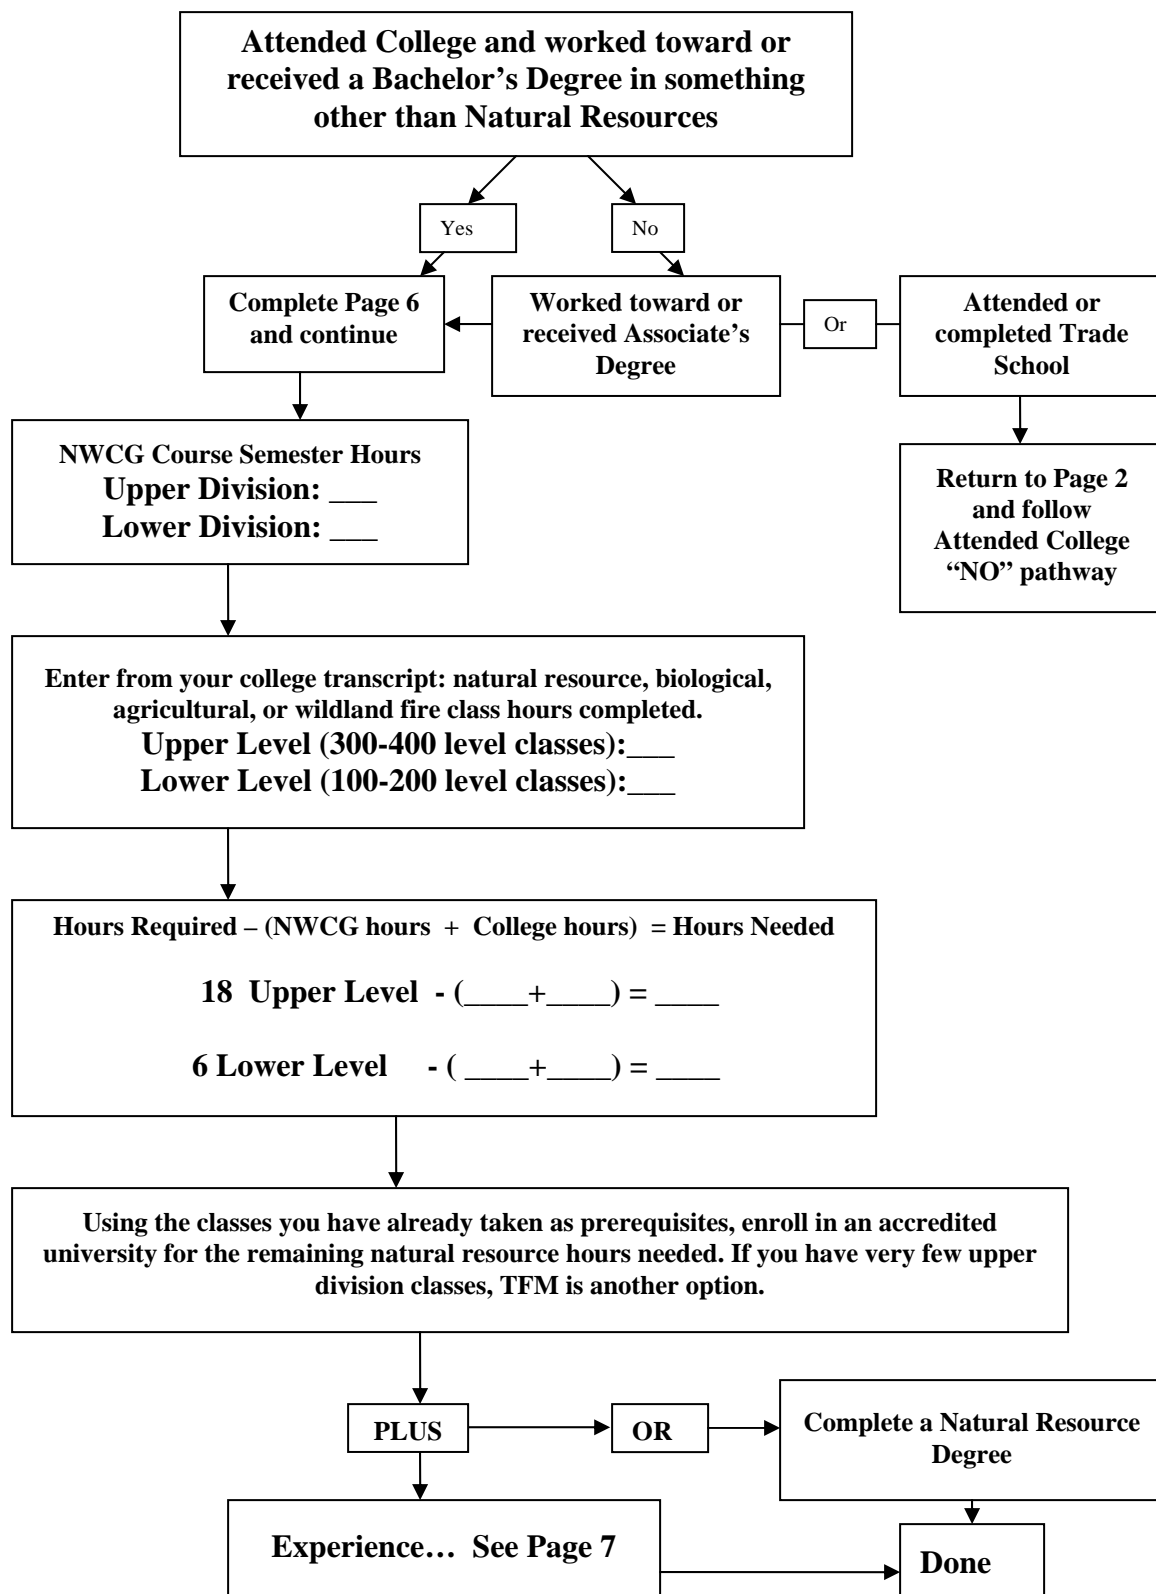 Attended College and worked toward or
received a Bachelor’s Degree in something
other than Natural Resources
Yes
No
Complete Page 6
and continue
Worked toward or
received Associate’s
Degree
Or
Attended or
completed Trade
School
NWCG Course Semester Hours
Upper Division: ___
Lower Division: ___
Return to Page 2
and follow
Attended College
“NO” pathway
Enter from your college transcript: natural resource, biological,
agricultural, or wildland fire class hours completed.
Upper Level (300-400 level classes):___
Lower Level (100-200 level classes):___
Hours Required – (NWCG hours + College hours) = Hours Needed
18 Upper Level - (____+____) = ____
6 Lower Level - ( ____+____) = ____
Using the classes you have already taken as prerequisites, enroll in an accredited
university for the remaining natural resource hours needed. If you have very few upper
division classes, TFM is another option.
PLUS
OR
Complete a Natural Resource
Degree
Experience… See Page 7
Done